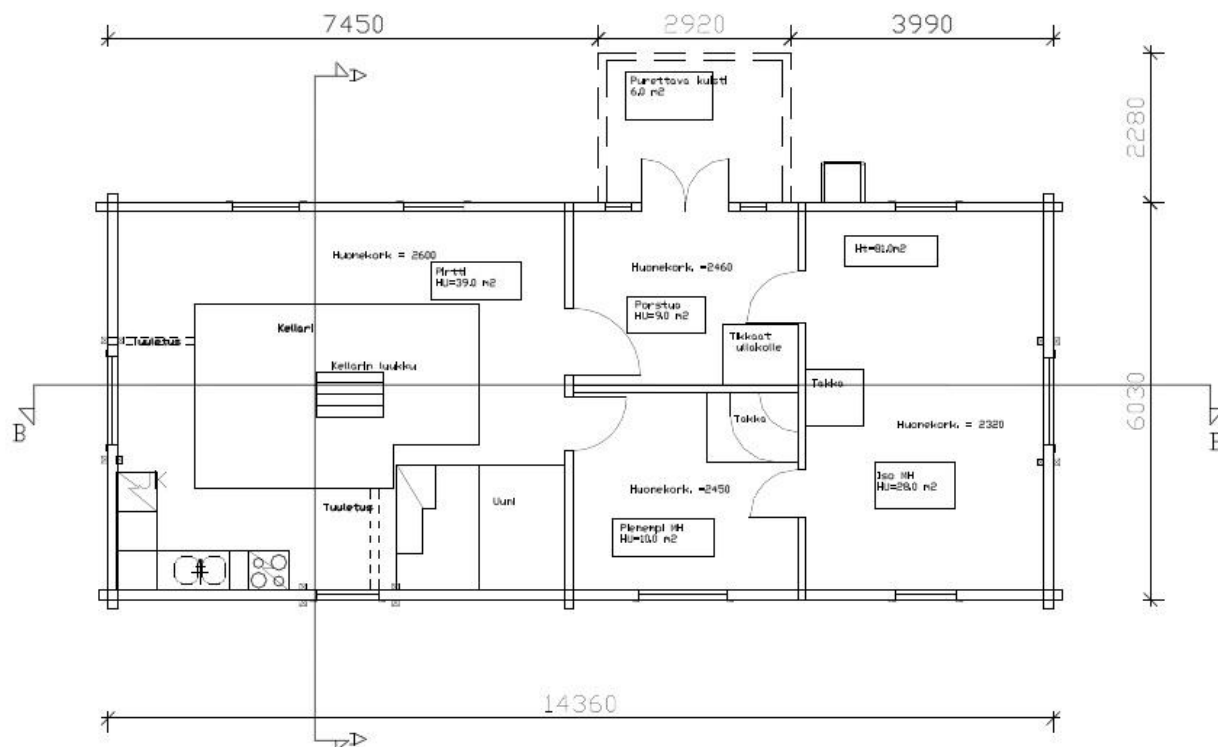 7450
2920
3990
Purettava kuisti
6.0 m2
2280
Ht=81.0m2
Huonekork = 2600
Huonekork. =2460
Pirtti
HU=39.0 m2
Porstua
HU=9.0 m2
Kellari
Tikkaat
ullakolle
Tuuletus
Kellarin luukku
Takka
6030
Takka
Huonekork. = 2320
B
B
Iso MH
HU=28.0 m2
Huonekork. =2450
Uuni
Tuuletus
Pienempi MH
HU=10.0 m2
14360